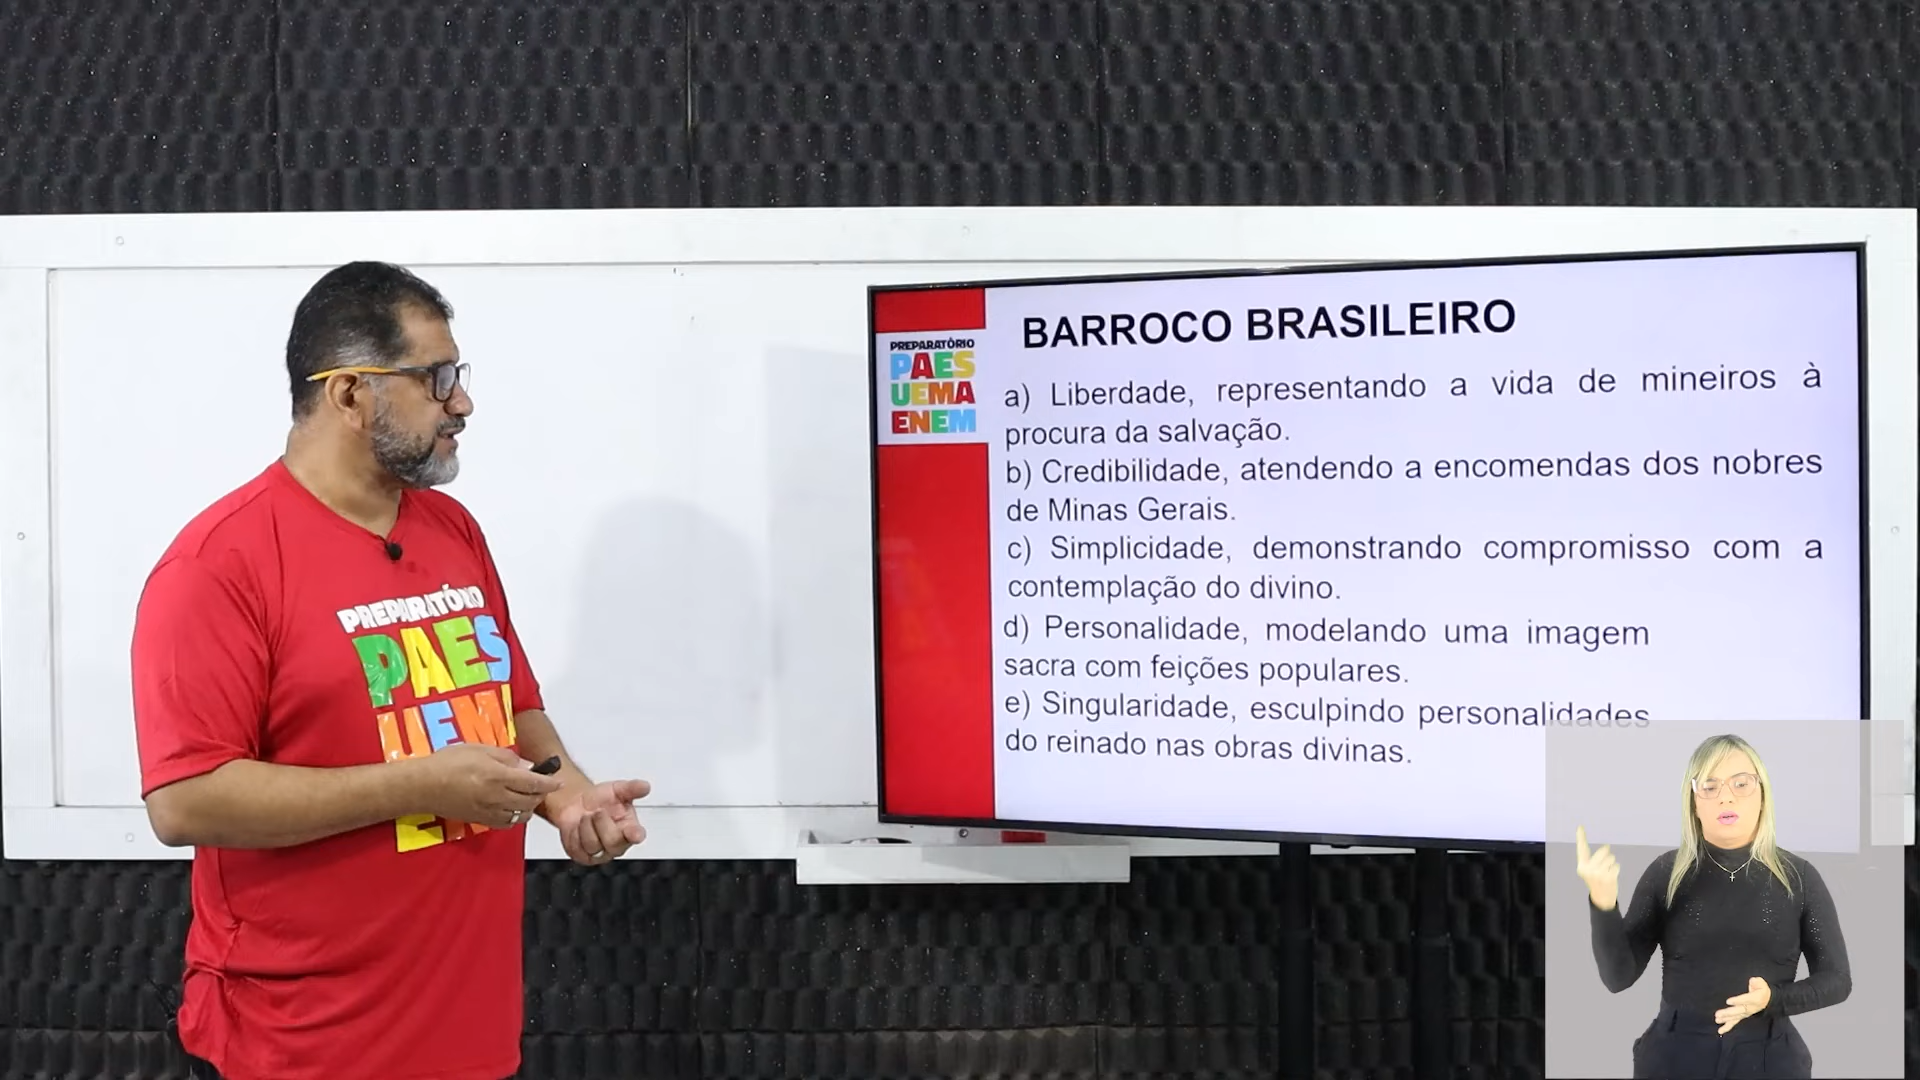 BARROCO BRASILEIRO
PREPARATÓRIO
PAES
UEMA
ENEM
a) Liberdade, representando a vida de mineiros à
procura da salvação.
b) Credibilidade, atendendo a encomendas dos nobres
de Minas Gerais.
c) Simplicidade, demonstrando compromisso com a
contemplação do divino.
d) Personalidade, modelando uma imagem
sacra com feições populares.
e) Singularidade, esculpindo personalidades
do reinado nas obras divinas.
PREPARATÓRIO
PAES
UEMA